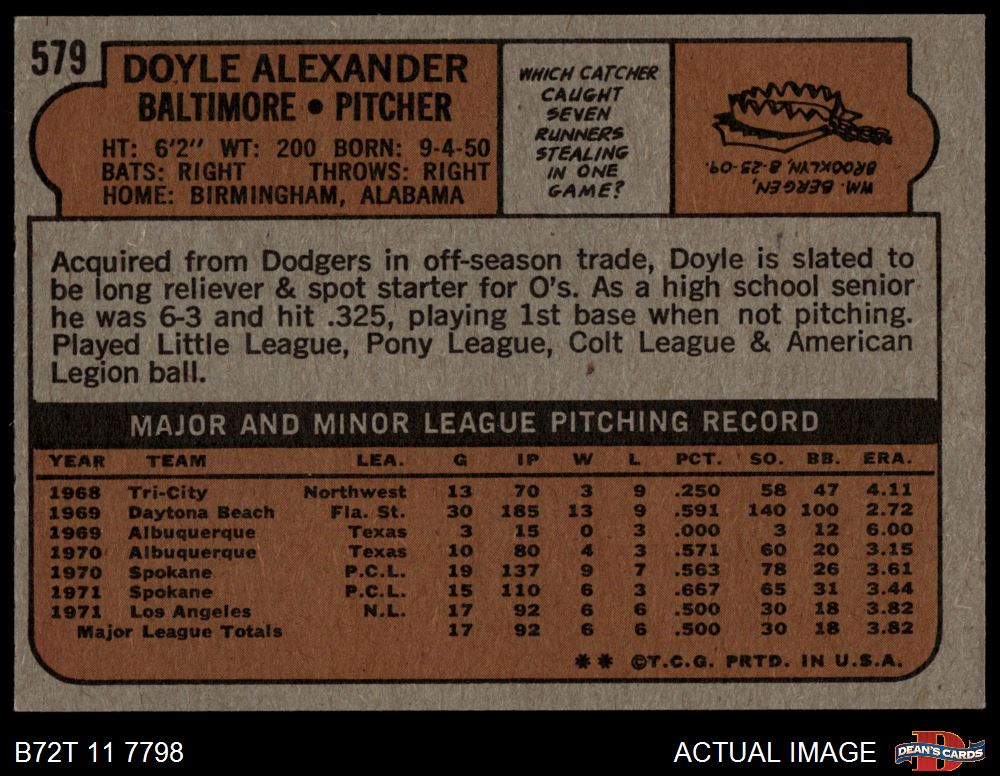 579
DOYLE ALEXANDER
BALTIMORE • PITCHER
HT: 6'2" WT: 200 BORN: 9-4-50
BATS: RIGHT THROWS: RIGHT
HOME: BIRMINGHAM, ALABAMA
WHICH CATCHER
CAUGHT
SEVEN
RUNNERS
STEALING
IN ONE
GAME?
WM. BERGEN,
BROOKLYN, 8-23-09.
Acquired from Dodgers in off-season trade, Doyle is slated to
be long reliever & spot starter for O's. As a high school senior
he was 6-3 and hit .325, playing 1st base when not pitching.
Played Little League, Pony League, Colt League & American
Legion ball.
MAJOR AND MINOR LEAGUE PITCHING RECORD
YEAR TEAM LEA. G IP W L PCT. SO. BB. ERA.
1968 Tri-City Northwest 13 70 3 9 .250 58 47 4.11
1969 Daytona Beach Fla. St. 30 185 13 9 .591 140 100 2.72
1969 Albuquerque Texas 3 15 0 3 .000 3 12 6.00
1970 Albuquerque Texas 10 80 4 3 .571 60 20 3.15
1970 Spokane P.C.L. 19 137 9 7 .563 78 26 3.61
1971 Spokane P.C.L. 15 110 6 3 .667 65 31 3.44
1971 Los Angeles N.L. 17 92 6 6 .500 30 18 3.82
Major League Totals 17 92 6 6 .500 30 18 3.82
** ©T.C.G. PRTD. IN U.S.A.
B72T 11 7798
ACTUAL IMAGE
DEAN'S CARDS